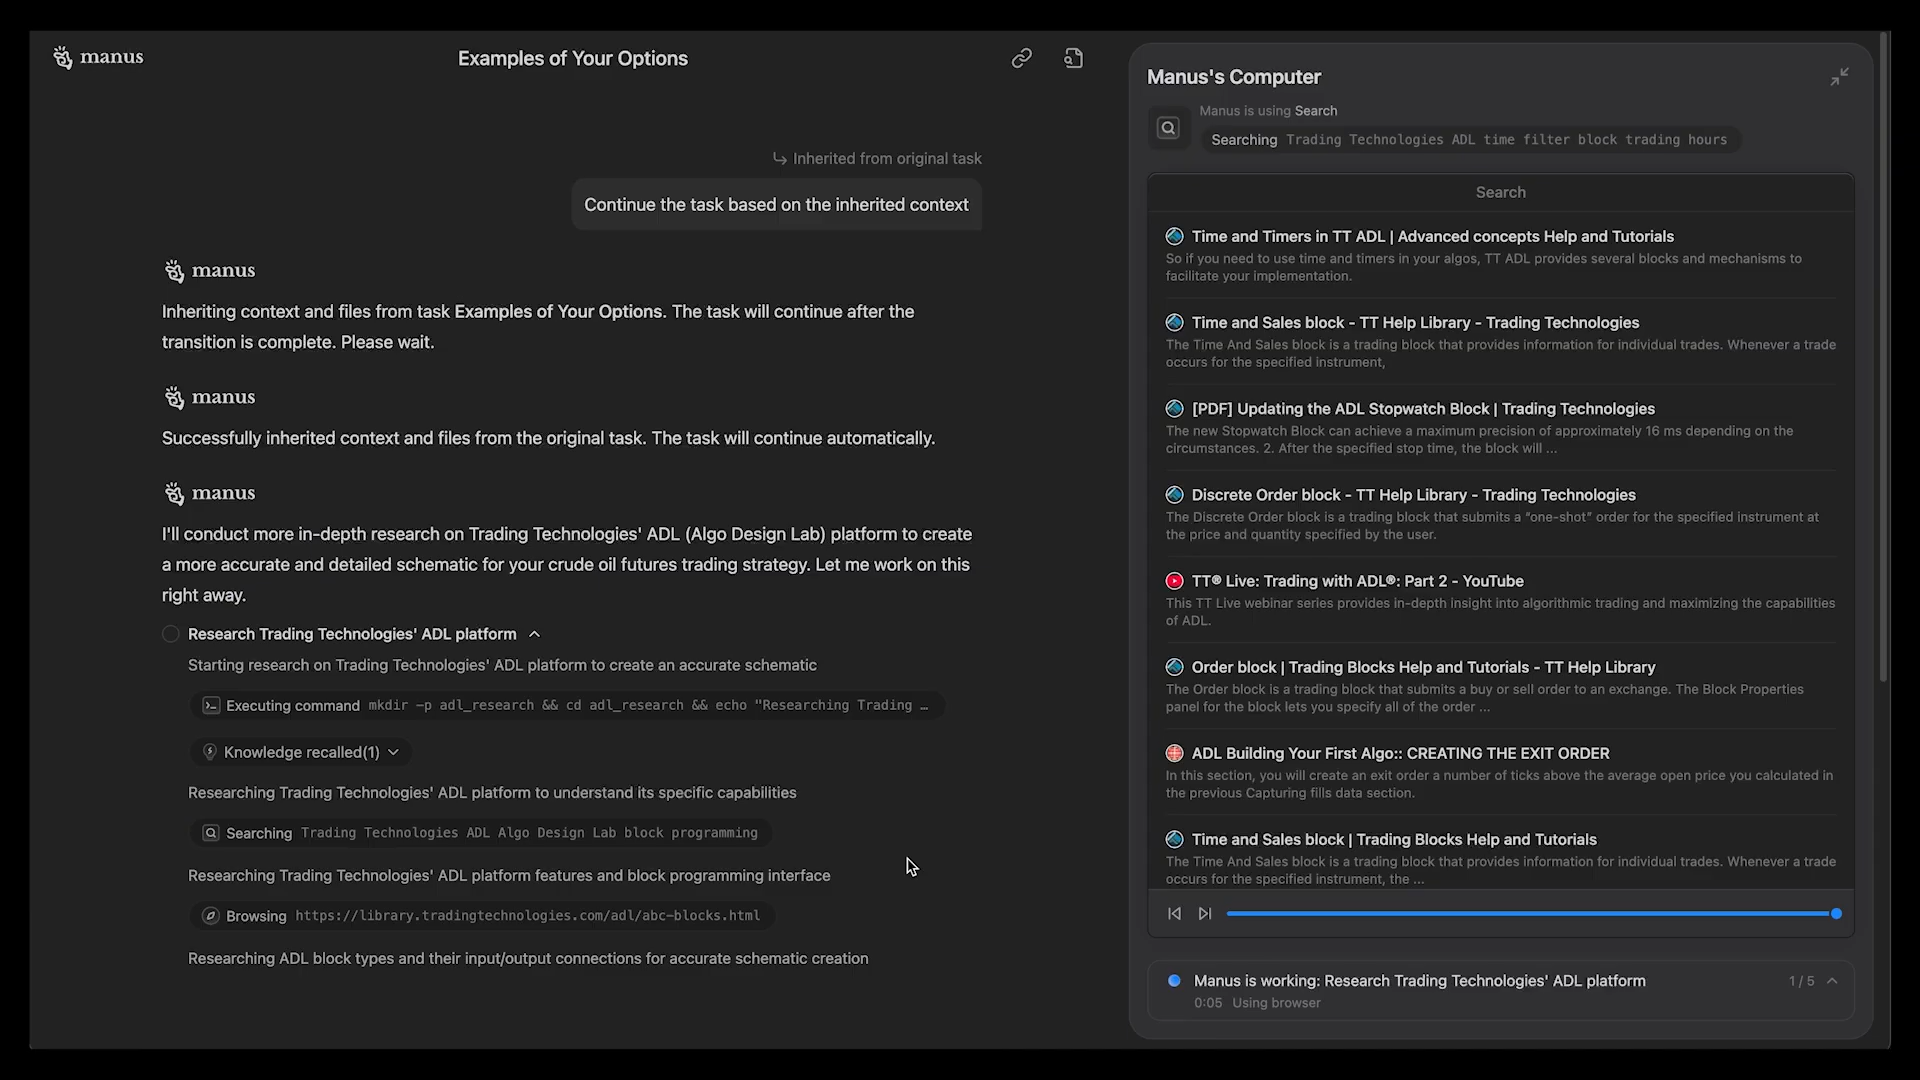 manus
Examples of Your Options
Inherited from original task
Continue the task based on the inherited context
manus
Inheriting context and files from task Examples of Your Options. The task will continue after the
transition is complete. Please wait.
manus
Successfully inherited context and files from the original task. The task will continue automatically.
manus
I'll conduct more in-depth research on Trading Technologies' ADL (Algo Design Lab) platform to create
a more accurate and detailed schematic for your crude oil futures trading strategy. Let me work on this
right away.
Research Trading Technologies' ADL platform
Starting research on Trading Technologies' ADL platform to create an accurate schematic
Executing command mkdir -p adl_research && cd adl_research && echo "Researching Trading …
Knowledge recalled(1)
Researching Trading Technologies' ADL platform to understand its specific capabilities
Searching Trading Technologies ADL Algo Design Lab block programming
Researching Trading Technologies' ADL platform features and block programming interface
Browsing https://library.tradingtechnologies.com/adl/abc-blocks.html
Researching ADL block types and their input/output connections for accurate schematic creation
Manus's Computer
Manus is using Search
Searching Trading Technologies ADL time filter block trading hours
Search
Time and Timers in TT ADL | Advanced concepts Help and Tutorials
So if you need to use time and timers in your algos, TT ADL provides several blocks and mechanisms to
facilitate your implementation.
Time and Sales block - TT Help Library - Trading Technologies
The Time And Sales block is a trading block that provides information for individual trades. Whenever a trade
occurs for the specified instrument,
[PDF] Updating the ADL Stopwatch Block | Trading Technologies
The new Stopwatch Block can achieve a maximum precision of approximately 16 ms depending on the
circumstances. 2. After the specified stop time, the block will ...
Discrete Order block - TT Help Library - Trading Technologies
The Discrete Order block is a trading block that submits a “one-shot” order for the specified instrument at
the price and quantity specified by the user.
TT® Live: Trading with ADL®: Part 2 - YouTube
This TT Live webinar series provides in-depth insight into algorithmic trading and maximizing the capabilities
of ADL.
Order block | Trading Blocks Help and Tutorials - TT Help Library
The Order block is a trading block that submits a buy or sell order to an exchange. The Block Properties
panel for the block lets you specify all of the order ...
ADL Building Your First Algo:: CREATING THE EXIT ORDER
In this section, you will create an exit order a number of ticks above the average open price you calculated in
the previous Capturing fills data section.
Time and Sales block | Trading Blocks Help and Tutorials
The Time And Sales block is a trading block that provides information for individual trades. Whenever a trade
occurs for the specified instrument, the ...
Manus is working: Research Trading Technologies' ADL platform 1 / 5
0:05 Using browser